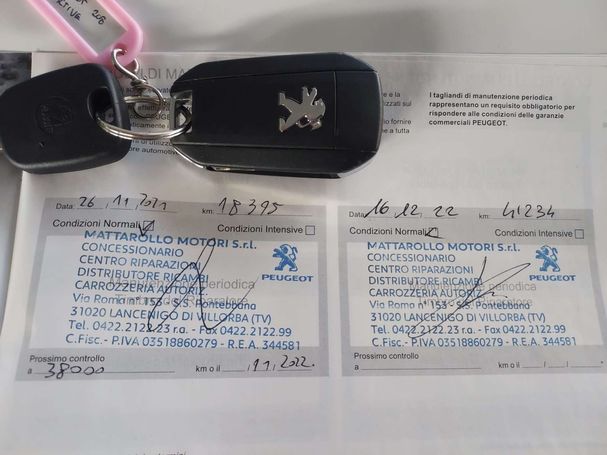 208
I tagliandi di manutenzione periodica
rappresentano un requisito obbligatorio per
rispondere alle condizioni delle garanzie
commerciali PEUGEOT.
Data: 26, 11, 2021 km: 18395
Condizioni Normali Condizioni Intensive
MATTAROLLO MOTORI S.r.l.
CONCESSIONARIO
CENTRO RIPARAZIONI
DISTRIBUTORE RICAMBI
CARROZZERIA AUTORIZ.
Via Roma n° 153 - S.S. Pontebbana
31020 LANCENIGO DI VILLORBA (TV)
Tel. 0422.2122.23 r.a. - Fax 0422.2122.99
C.Fisc.- P.IVA 03518860279 - R.E.A. 344581
PEUGEOT
Prossimo controllo
a 38000 km o il , 11, 2022.
Data: 16, 12, 22 km: 41234
Condizioni Normali Condizioni Intensive
MATTAROLLO MOTORI S.r.l.
CONCESSIONARIO
CENTRO RIPARAZIONI
DISTRIBUTORE RICAMBI
CARROZZERIA AUTORIZ.
Via Roma n° 153 - S.S. Pontebbana
31020 LANCENIGO DI VILLORBA (TV)
Tel. 0422.2122.23 r.a. - Fax 0422.2122.99
C.Fisc.- P.IVA 03518860279 - R.E.A. 344581
PEUGEOT
Prossimo controllo
a km o il / /